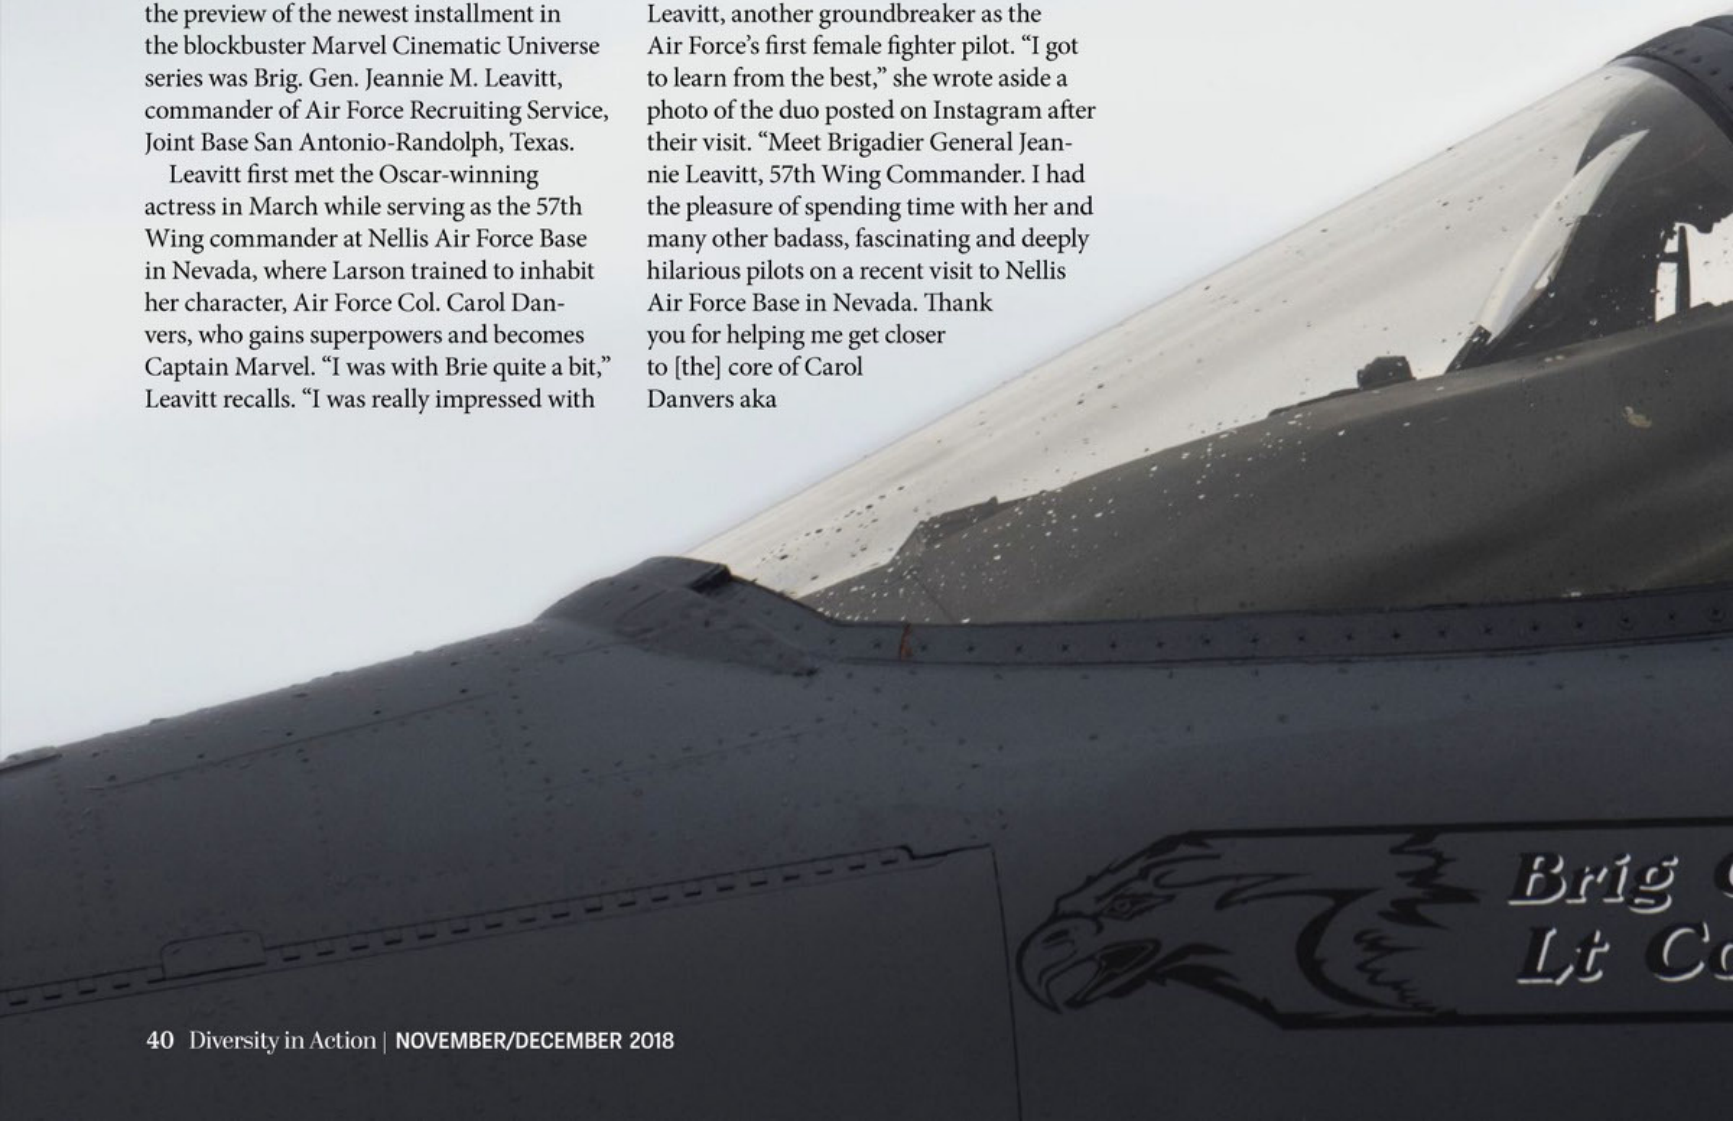 the preview of the newest installment in
the blockbuster Marvel Cinematic Universe
series was Brig. Gen. Jeannie M. Leavitt,
commander of Air Force Recruiting Service,
Joint Base San Antonio-Randolph, Texas.
Leavitt first met the Oscar-winning
actress in March while serving as the 57th
Wing commander at Nellis Air Force Base
in Nevada, where Larson trained to inhabit
her character, Air Force Col. Carol Dan-
vers, who gains superpowers and becomes
Captain Marvel. “I was with Brie quite a bit,”
Leavitt recalls. “I was really impressed with
Leavitt, another groundbreaker as the
Air Force’s first female fighter pilot. “I got
to learn from the best,” she wrote aside a
photo of the duo posted on Instagram after
their visit. “Meet Brigadier General Jean-
nie Leavitt, 57th Wing Commander. I had
the pleasure of spending time with her and
many other badass, fascinating and deeply
hilarious pilots on a recent visit to Nellis
Air Force Base in Nevada. Thank
you for helping me get closer
to [the] core of Carol
Danvers aka
Brig
Lt Co
40 Diversity in Action | NOVEMBER/DECEMBER 2018